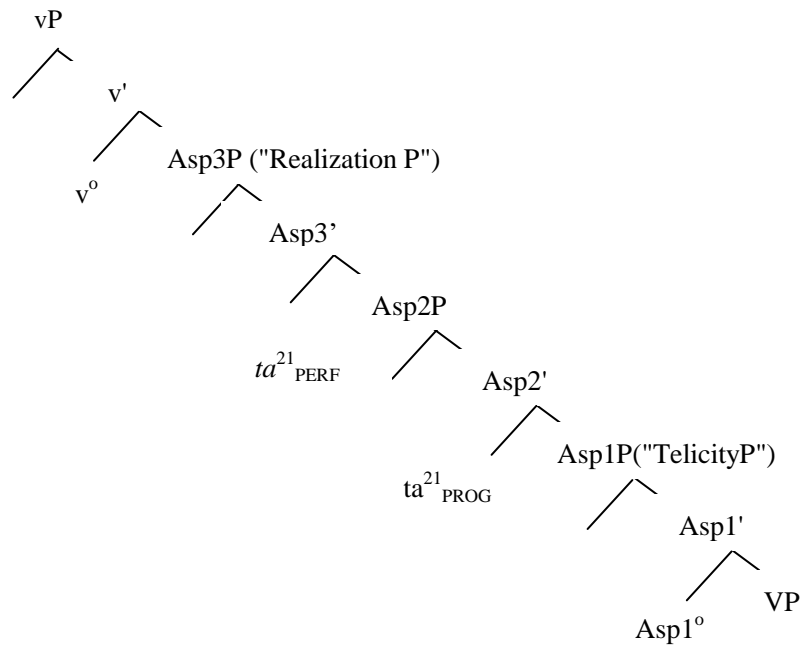 vP
v'
Asp3P ("Realization P")
vᵒ
Asp3’
Asp2P
ta²¹PERF
Asp2'
Asp1P("TelicityP")
ta²¹PROG
Asp1'
VP
Asp1ᵒ